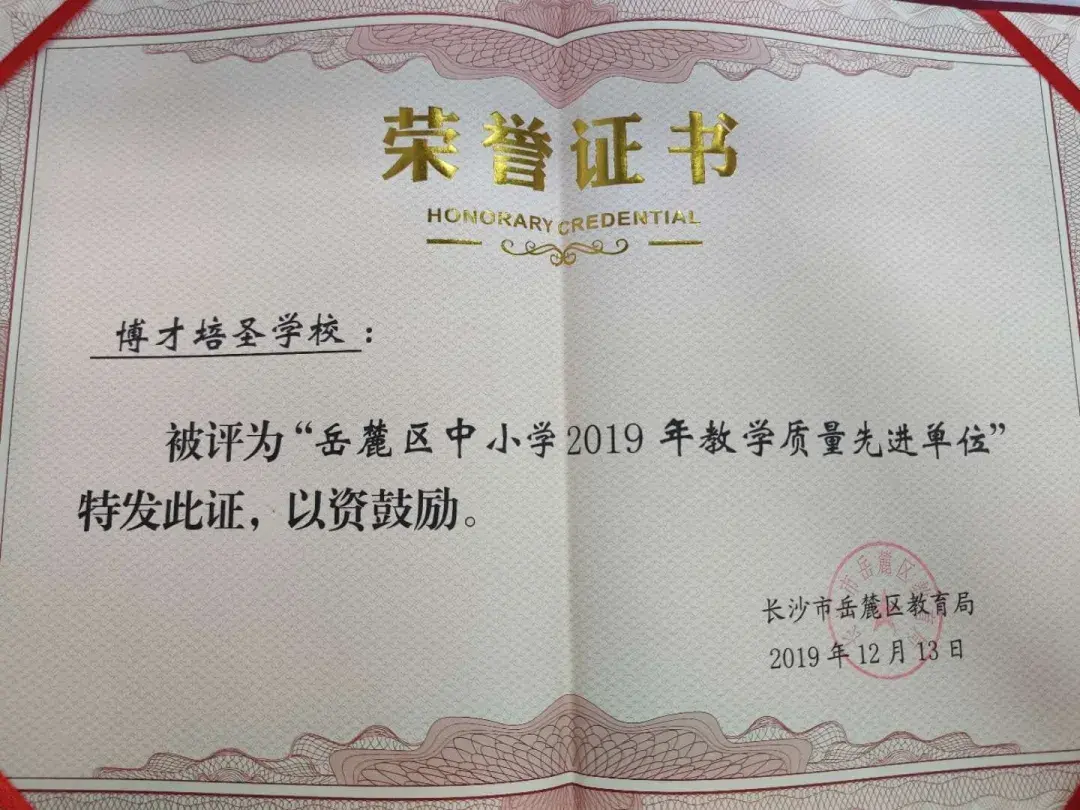 荣誉证书
HONORARY CREDENTIAL
博才培圣学校：
被评为“岳麓区中小学2019年教学质量先进单位”
特发此证，以资鼓励。
长沙市岳麓区教育局
2019年12月13日